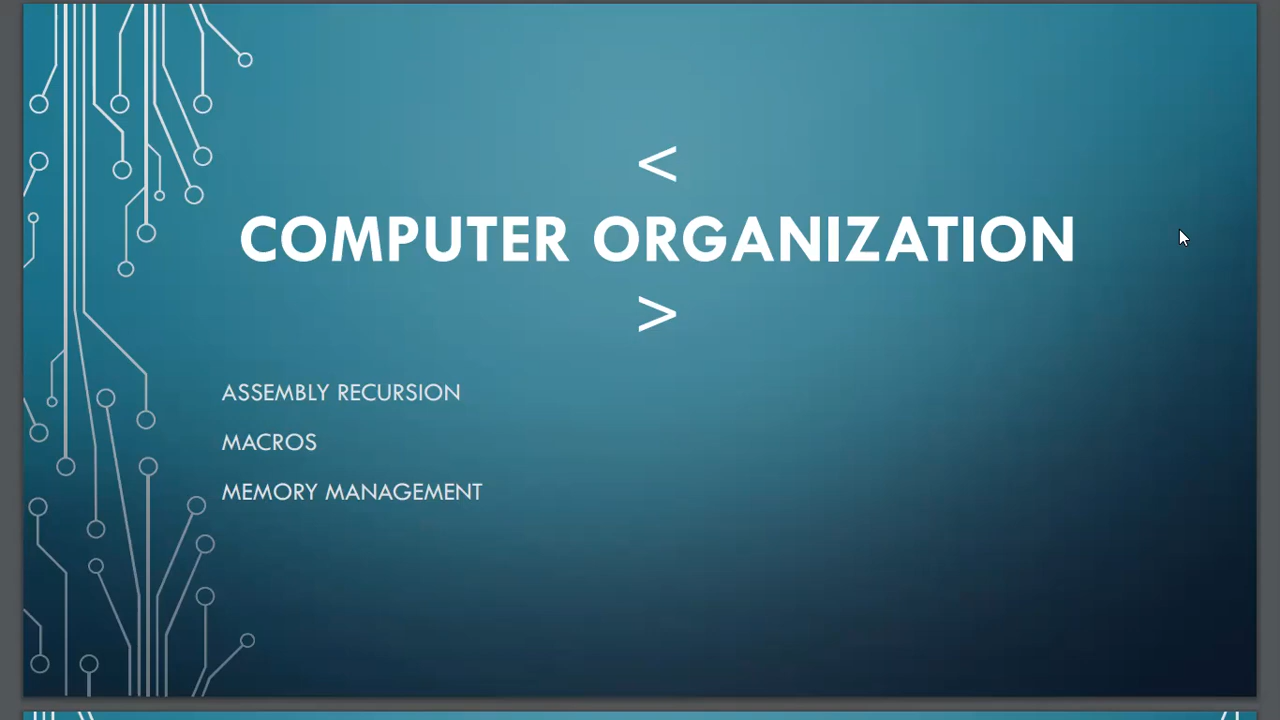 <
COMPUTER ORGANIZATION
>
ASSEMBLY RECURSION
MACROS
MEMORY MANAGEMENT